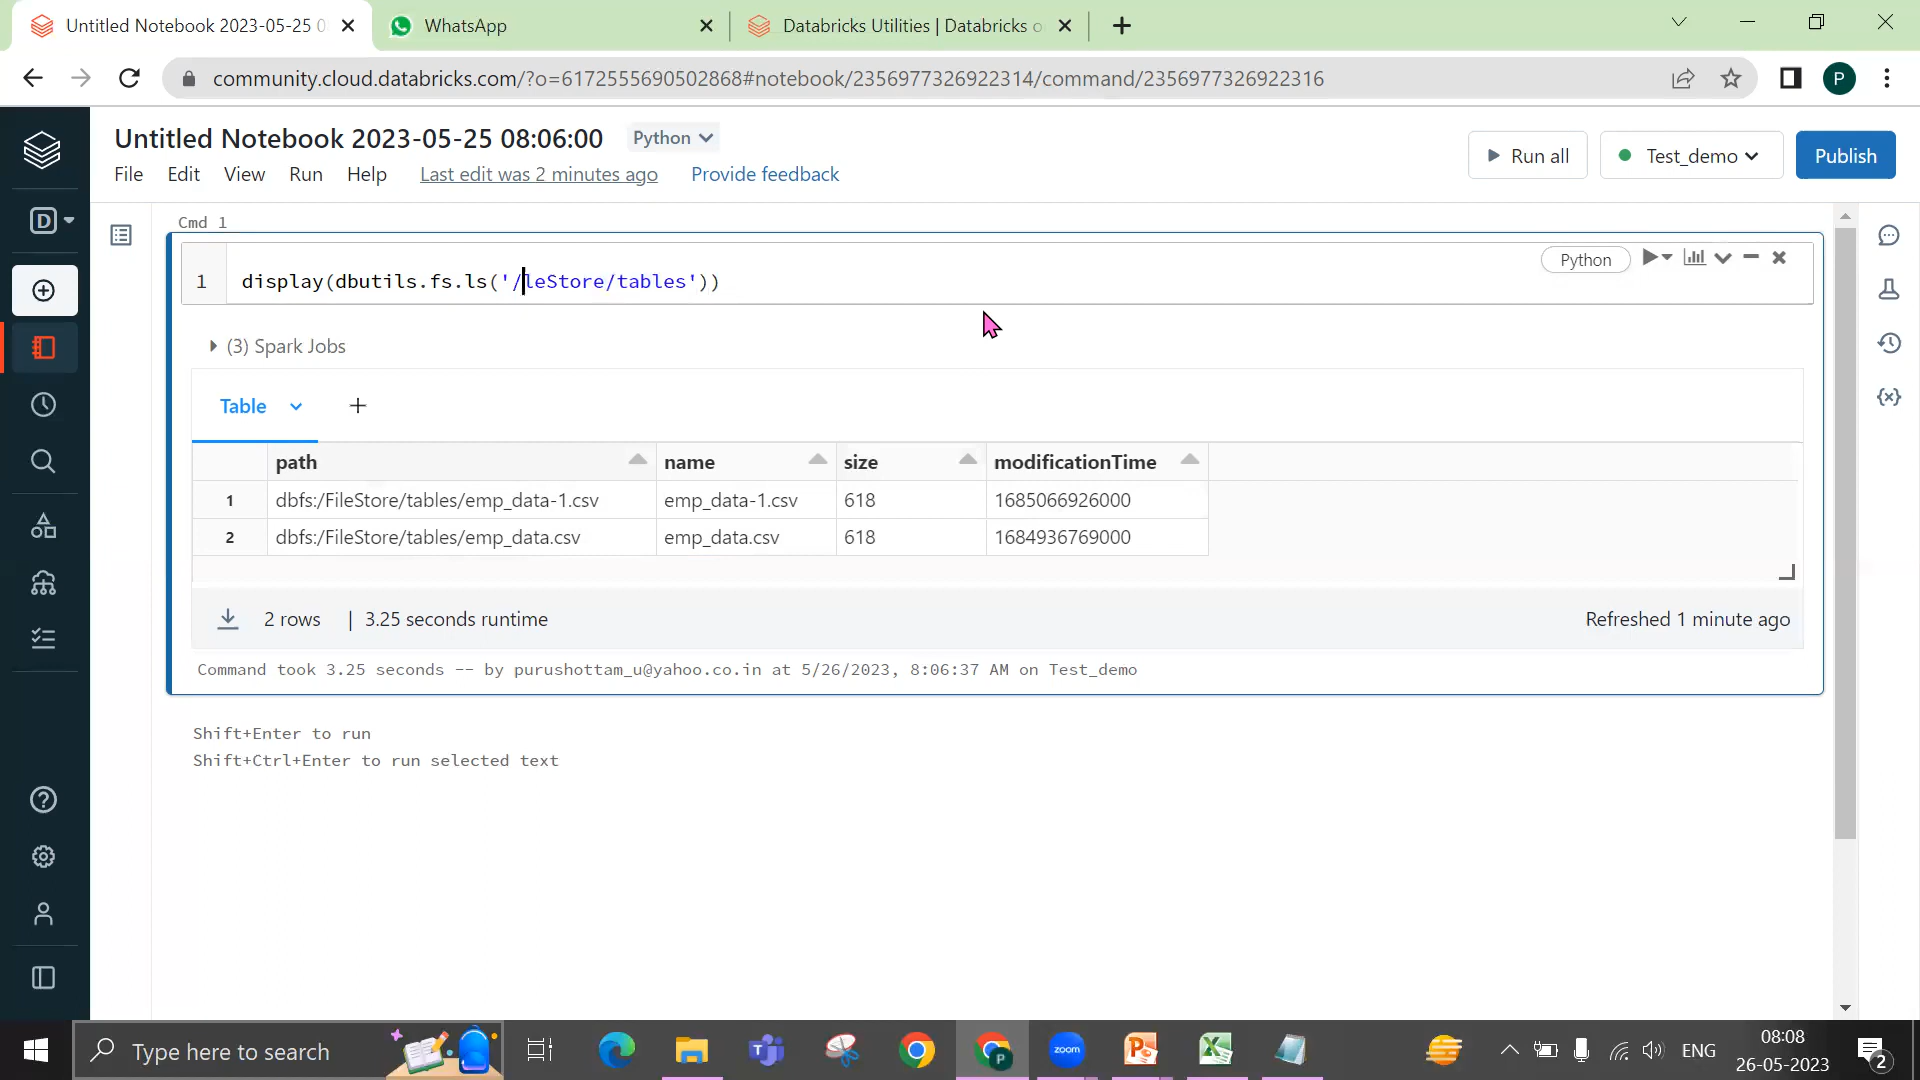 Untitled Notebook 2023-05-25 0
WhatsApp
Databricks Utilities | Databricks o
community.cloud.databricks.com/?o=6172555690502868#notebook/2356977326922314/command/2356977326922316
P
Untitled Notebook 2023-05-25 08:06:00
Python
File Edit View Run Help Last edit was 2 minutes ago Provide feedback
Run all
Test_demo
Publish
D
Cmd 1
Python
1 display(dbutils.fs.ls('/leStore/tables'))
(3) Spark Jobs
Table
path name size modificationTime
1 dbfs:/FileStore/tables/emp_data-1.csv emp_data-1.csv 618 1685066926000
2 dbfs:/FileStore/tables/emp_data.csv emp_data.csv 618 1684936769000
2 rows | 3.25 seconds runtime
Refreshed 1 minute ago
Command took 3.25 seconds -- by purushottam_u@yahoo.co.in at 5/26/2023, 8:06:37 AM on Test_demo
Shift+Enter to run
Shift+Ctrl+Enter to run selected text
Type here to search
zoom
ENG
08:08
26-05-2023
2